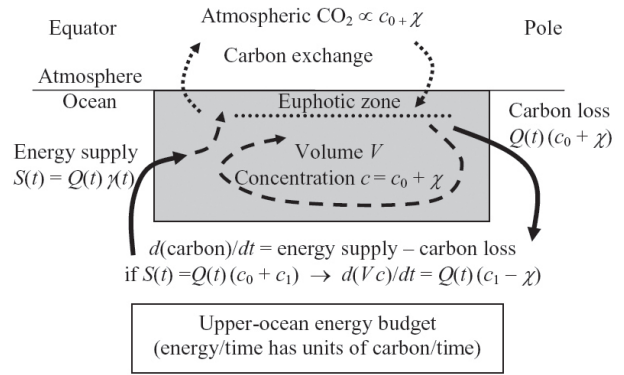 Equator
Atmospheric CO₂ ∝ c₀ + χ
Pole
Carbon exchange
Atmosphere
Ocean
Euphotic zone
Carbon loss
Q(t) (c₀ + χ)
Energy supply
S(t) = Q(t) γ(t)
Volume V
Concentration c = c₀ + χ
d(carbon)/dt = energy supply – carbon loss
if S(t) =Q(t) (c₀ + c₁) → d(Vc)/dt = Q(t) (c₁ – χ)
Upper-ocean energy budget
(energy/time has units of carbon/time)